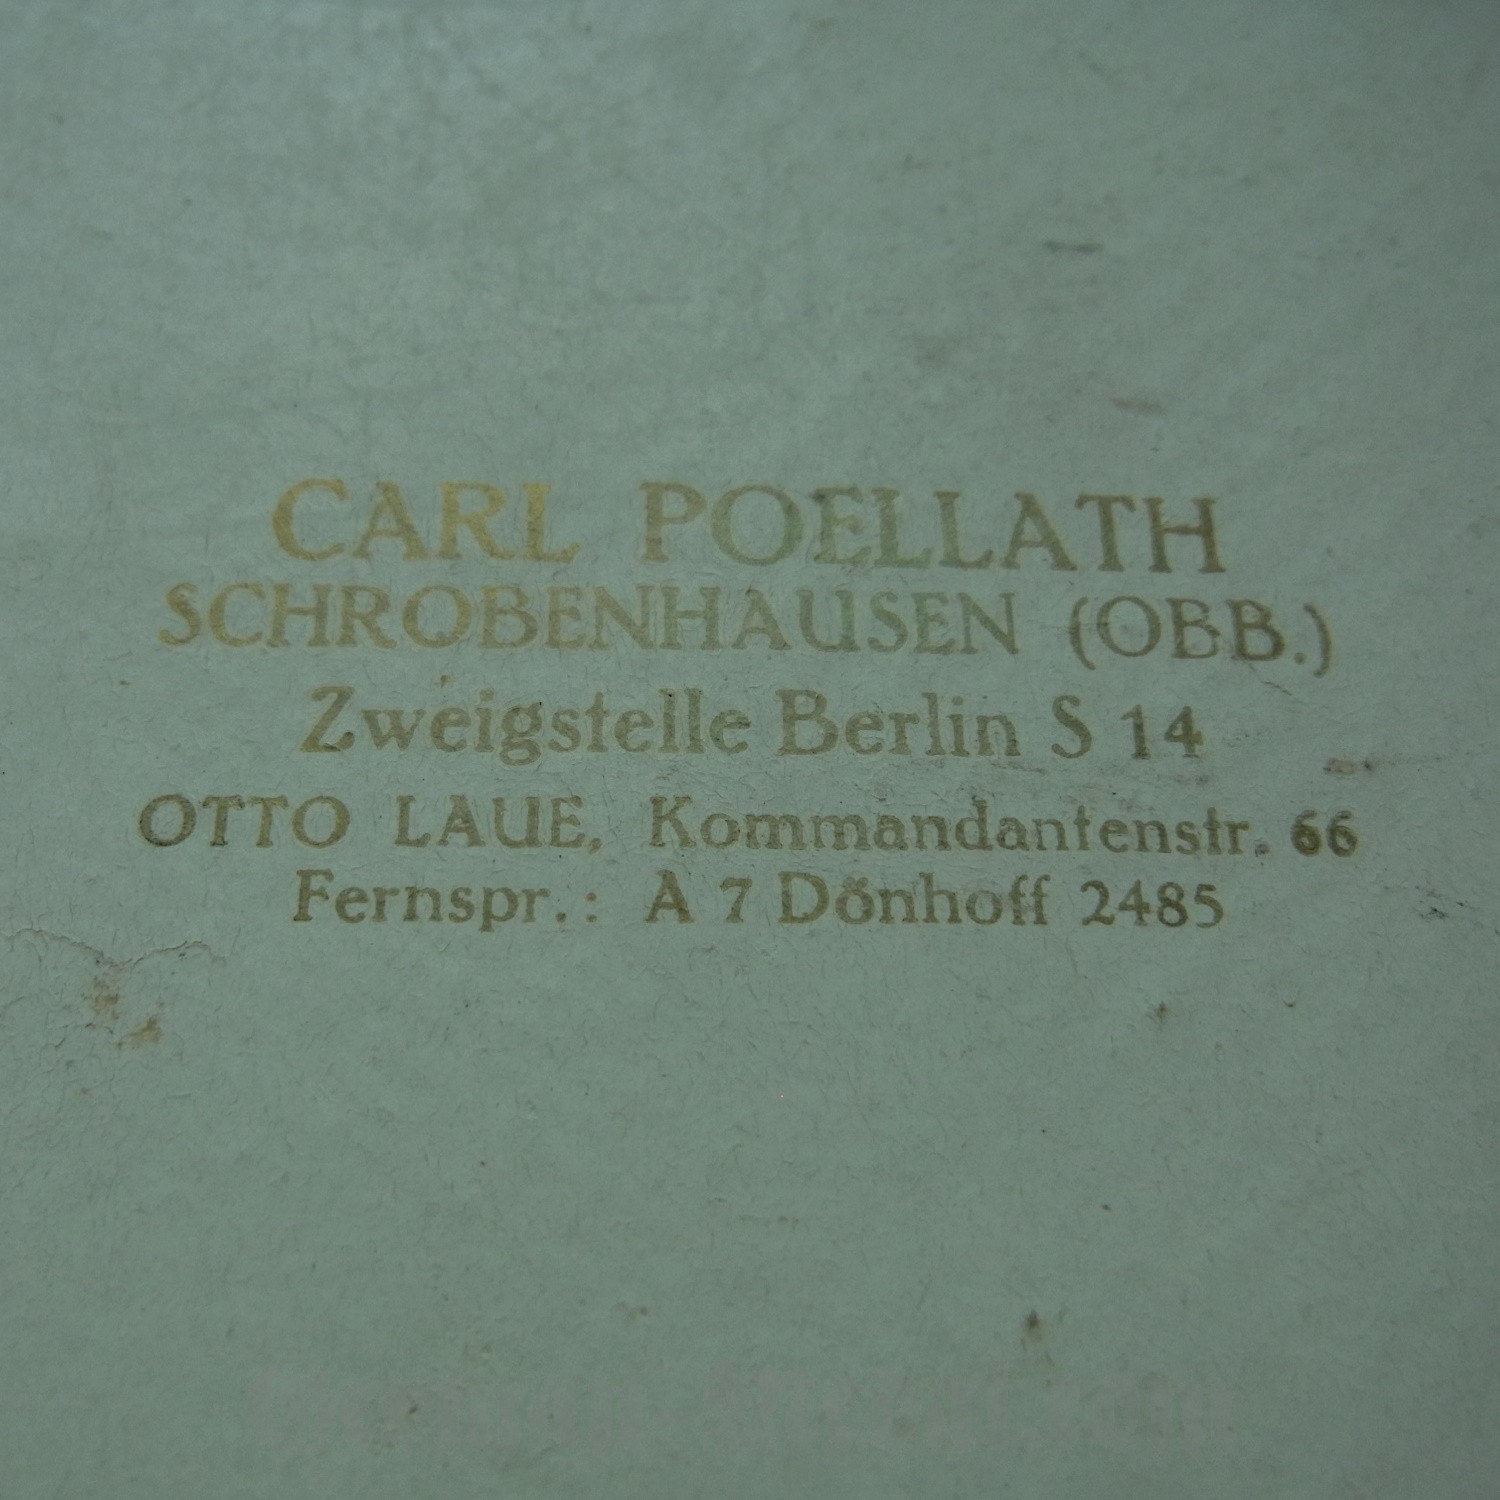 CARL POELLATH
SCHROBENHAUSEN (OBB.)
Zweigstelle Berlin S 14
OTTO LAUE, Kommandantenstr. 66
Fernspr.: A 7 Dönhoff 2485